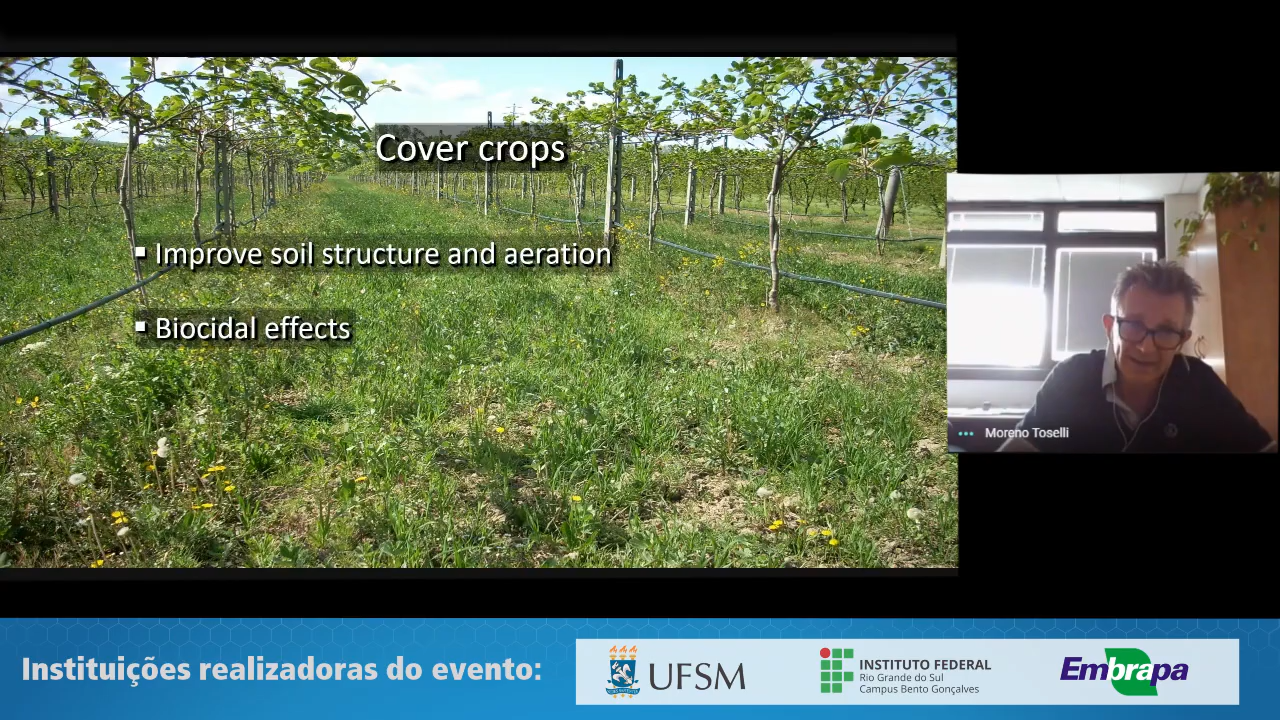 Cover crops
▪ Improve soil structure and aeration
▪ Biocidal effects
Moreno Toselli
Instituições realizadoras do evento:
UFSM
INSTITUTO FEDERAL
Rio Grande do Sul
Campus Bento Gonçalves
Embrapa